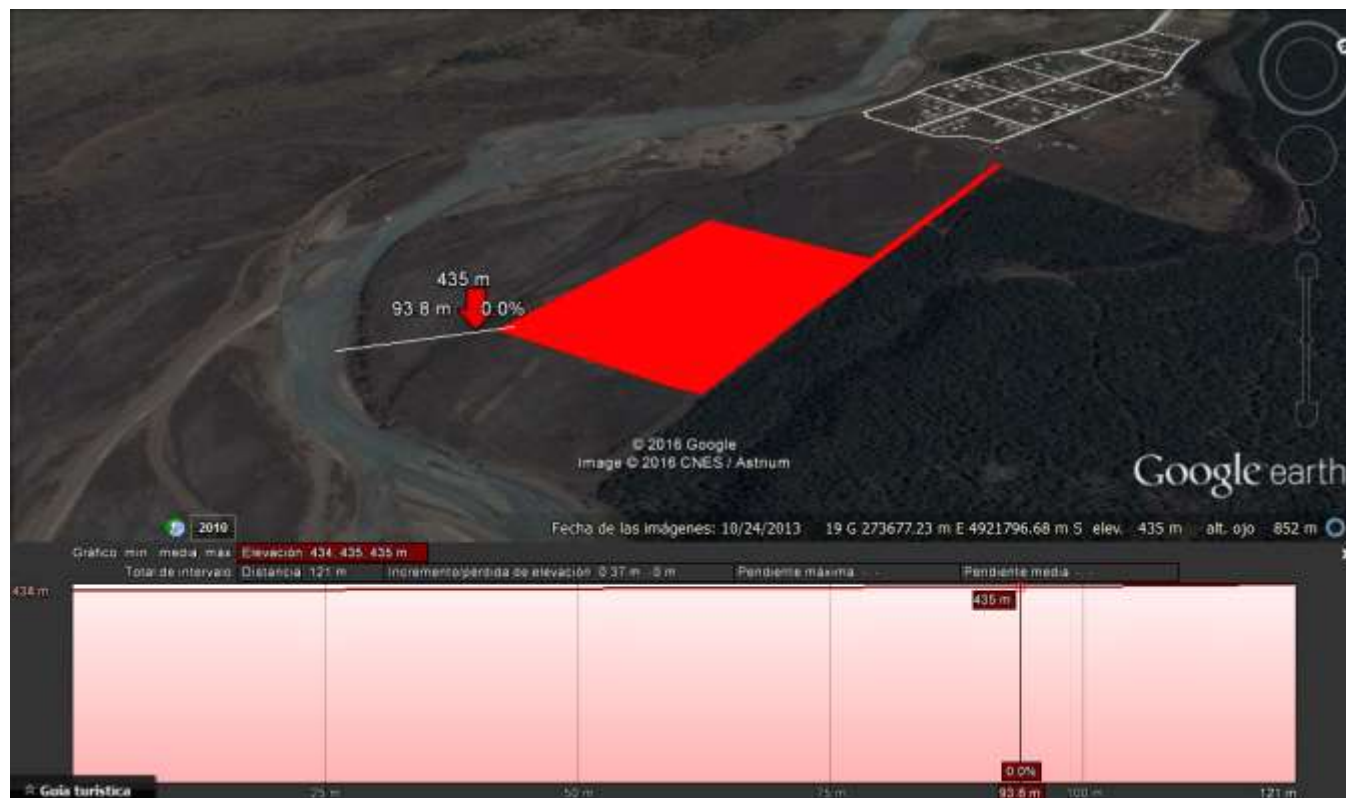 435 m
93.8 m 0.0%
© 2016 Google
Image © 2016 CNES / Astrium
Google earth
2010
Fecha de las imágenes: 10/24/2013 19 G 273677.23 m E 4921796.68 m S elev. 435 m alt. ojo 852 m
Gráfico: mín., media, máx. Elevación: 434, 435, 435 m
Total de intervalo: Distancia: 121 m Incremento/pérdida de elevación: 0.37 m, 0 m Pendiente máxima: - - Pendiente media: - -
438 m
435 m
0.0%
Guía turística 25 m 50 m 75 m 93.8 m 100 m 121 m